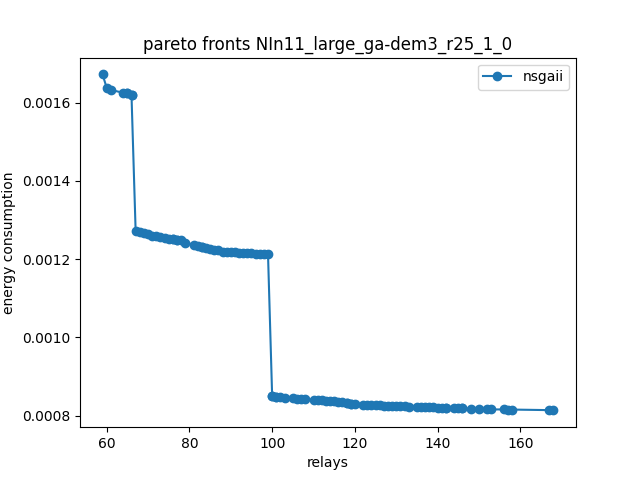 pareto fronts NIn11_large_ga-dem3_r25_1_0
nsgaii
0.0016
0.0014
0.0012
0.0010
0.0008
energy consumption
60 80 100 120 140 160
relays